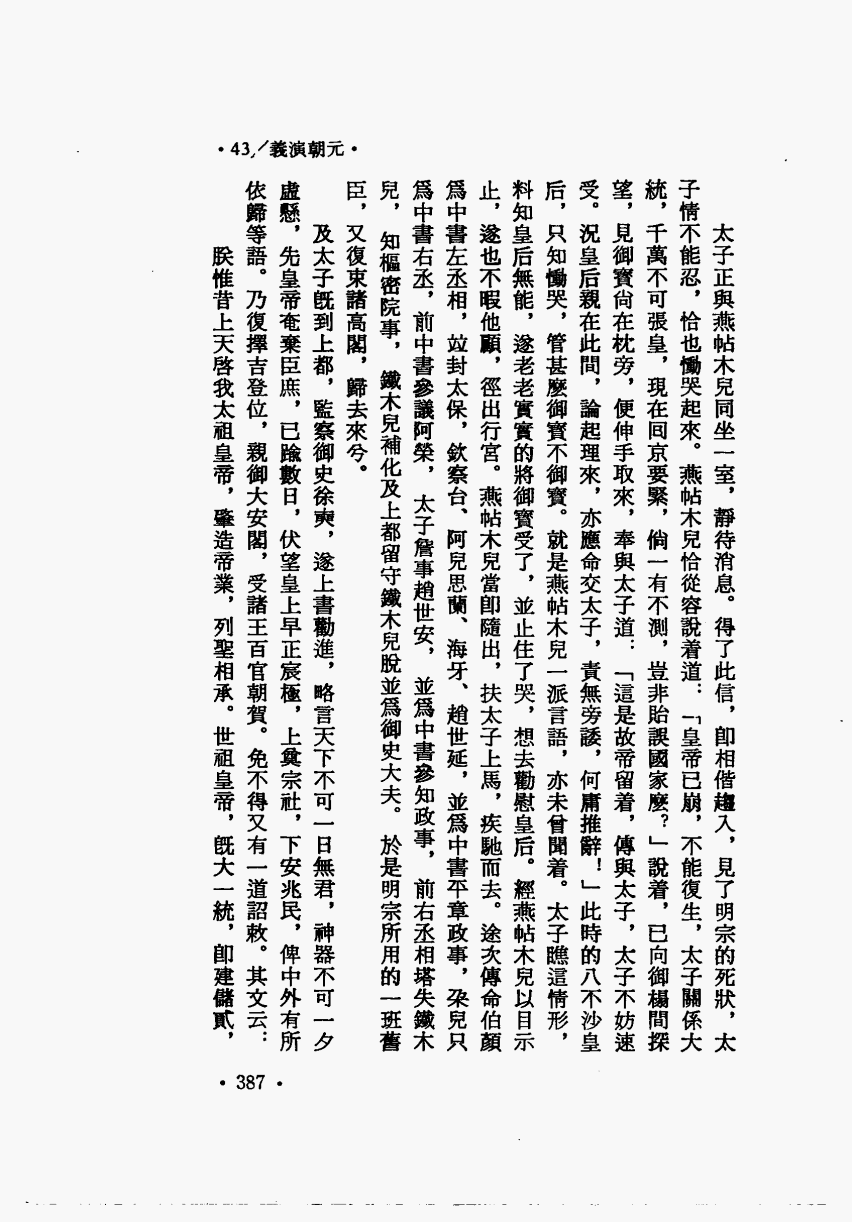 •43／義演朝元•
太子正與燕帖木兒同坐一室，靜待消息。得了此信，卽相偕趨入，見了明宗的死狀，太
子情不能忍，恰也慟哭起來。燕帖木兒恰從容說着道：「皇帝已崩，不能復生，太子關係大
統，千萬不可張皇，現在回京要緊，倘一有不測，豈非貽誤國家麼？」說着，已向御榻間探
望，見御寶尙在枕旁，便伸手取來，奉與太子道：「這是故帝留着，傳與太子，太子不妨速
受。況皇后親在此間，論起理來，亦應命交太子，責無旁諉，何庸推辭！」此時的八不沙皇
后，只知慟哭，管甚麼御寶不御寶。就是燕帖木兒一派言語，亦未曾聞着。太子瞧這情形，
料知皇后無能，遂老老實實的將御寶受了，並止住了哭，想去勸慰皇后。經燕帖木兒以目示
止，遂也不暇他顧，徑出行宮。燕帖木兒當卽隨出，扶太子上馬，疾馳而去。途次傳命伯顏
爲中書左丞相，竝封太保，欽察台、阿兒思蘭、海牙、趙世延，並爲中書平章政事，朶兒只
爲中書右丞，前中書參議阿榮，太子詹事趙世安，並爲中書參知政事，前右丞相塔失鐵木
兒，知樞密院事，鐵木兒補化及上都留守鐵木兒脫並爲御史大夫。於是明宗所用的一班舊
臣，又復束諸高閣，歸去來兮。
及太子旣到上都，監察御史徐奭，遂上書勸進，略言天下不可一日無君，神器不可一夕
虛懸，先皇帝奄棄臣庶，已踰數日，伏望皇上早正宸極，上奠宗社，下安兆民，俾中外有所
依歸等語。乃復擇吉登位，親御大安閣，受諸王百官朝賀。免不得又有一道詔敕。其文云：
朕惟昔上天啓我太祖皇帝，肇造帝業，列聖相承。世祖皇帝，旣大一統，卽建儲貳，
•387•